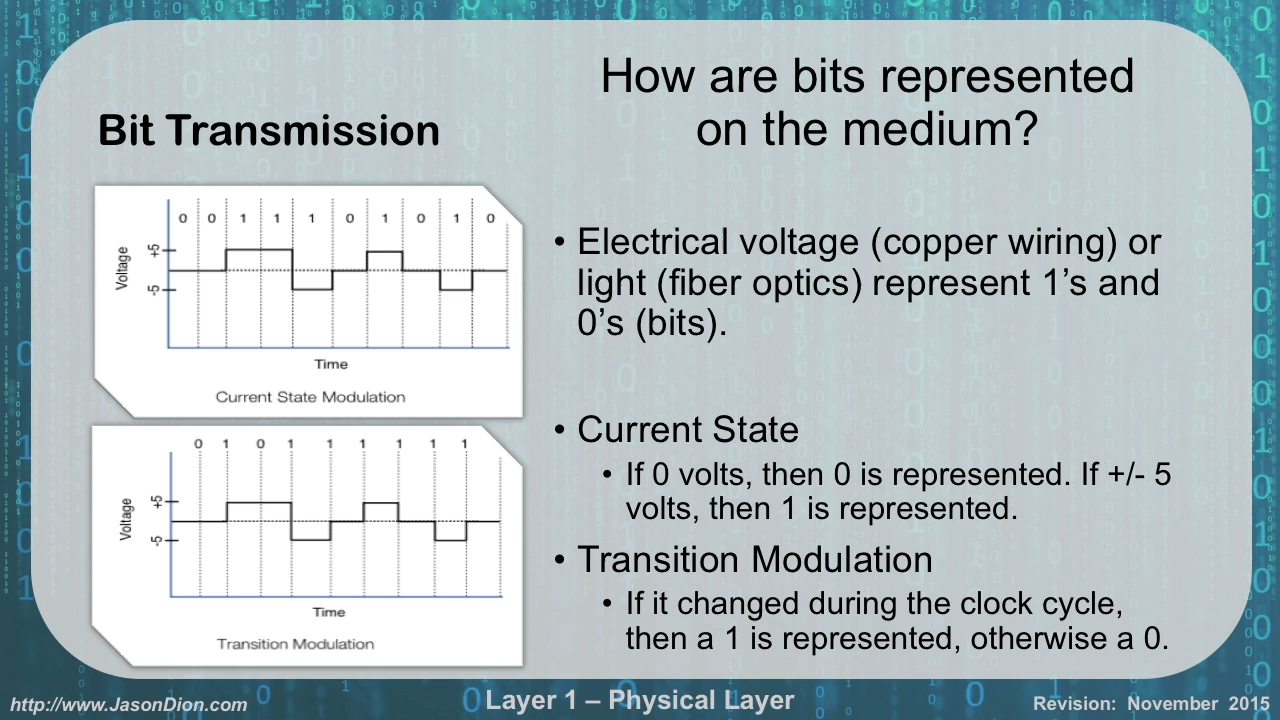 How are bits represented
on the medium?
Bit Transmission
0 0 1 1 1 0 1 0 1 0
Voltage
+5
-5
Time
Current State Modulation
0 1 0 1 1 1 1 1 1
Voltage
+5
-5
Time
Transition Modulation
• Electrical voltage (copper wiring) or
light (fiber optics) represent 1’s and
0’s (bits).
• Current State
• If 0 volts, then 0 is represented. If +/- 5
volts, then 1 is represented.
• Transition Modulation
• If it changed during the clock cycle,
then a 1 is represented, otherwise a 0.
http://www.JasonDion.com
Layer 1 – Physical Layer
Revision: November 2015